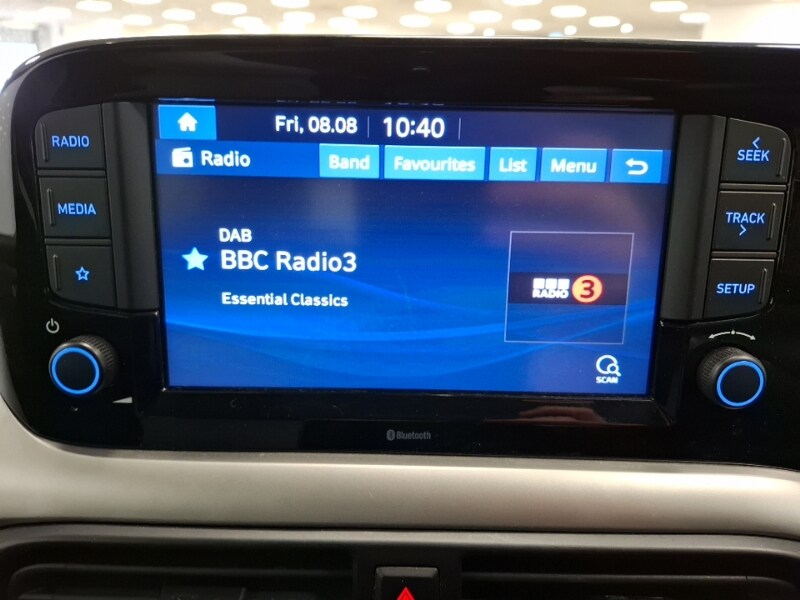 Fri, 08.08 10:40
RADIO
Radio Band Favourites List Menu
SEEK
MEDIA
TRACK
DAB
BBC Radio3
Essential Classics
RADIO 3
SETUP
SCAN
Bluetooth